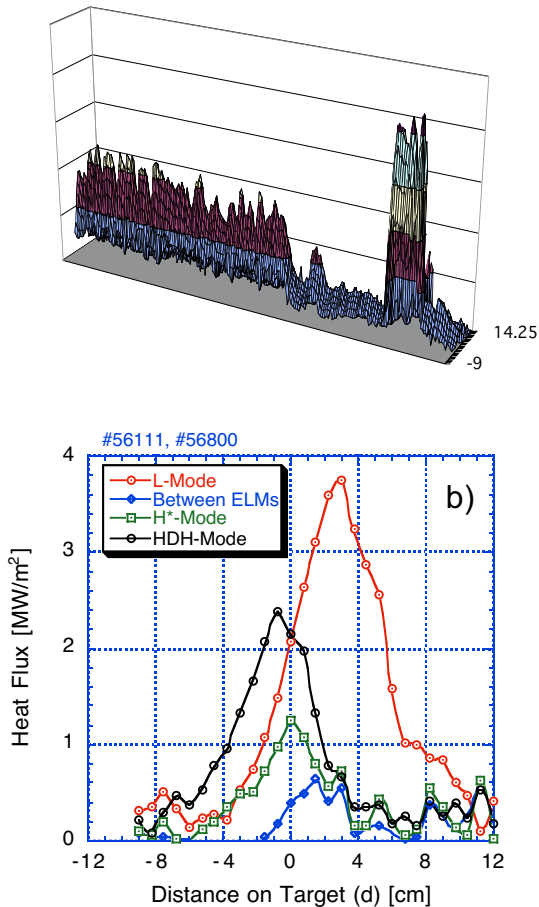 14.25
-9
#56111, #56800
4
L-Mode
Between ELMs
H*-Mode
HDH-Mode
b)
3
2
1
0
Heat Flux [MW/m²]
-12 -8 -4 0 4 8 12
Distance on Target (d) [cm]